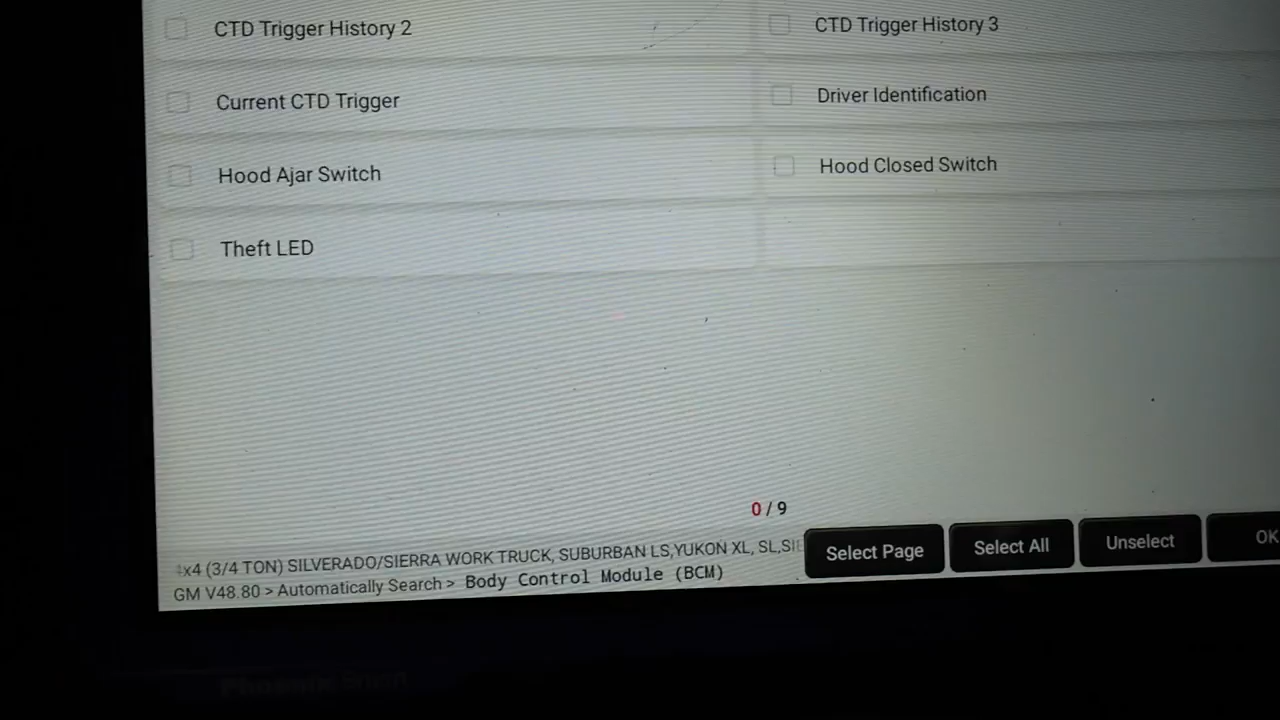 CTD Trigger History 2
CTD Trigger History 3
Current CTD Trigger
Driver Identification
Hood Ajar Switch
Hood Closed Switch
Theft LED
0 / 9
x4 (3/4 TON) SILVERADO/SIERRA WORK TRUCK, SUBURBAN LS,YUKON XL, SL,SIE
GM V48.80 > Automatically Search > Body Control Module (BCM)
Select Page
Select All
Unselect
OK